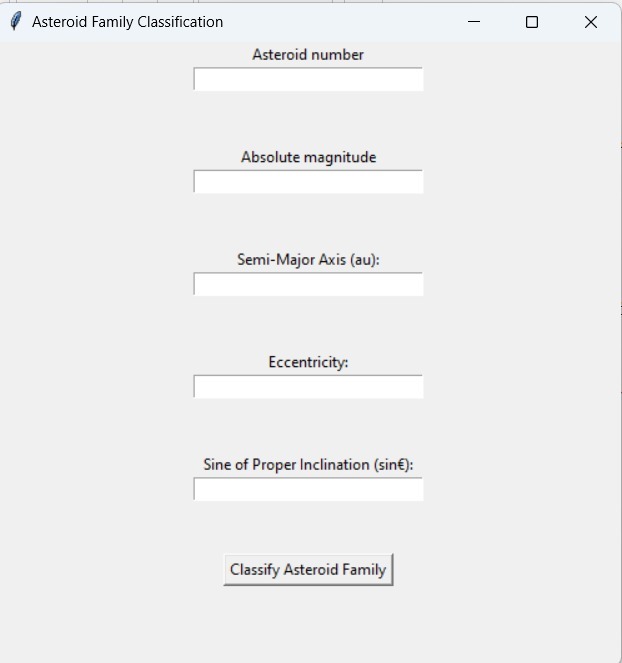 Asteroid Family Classification
Asteroid number
Absolute magnitude
Semi-Major Axis (au):
Eccentricity:
Sine of Proper Inclination (sin€):
Classify Asteroid Family